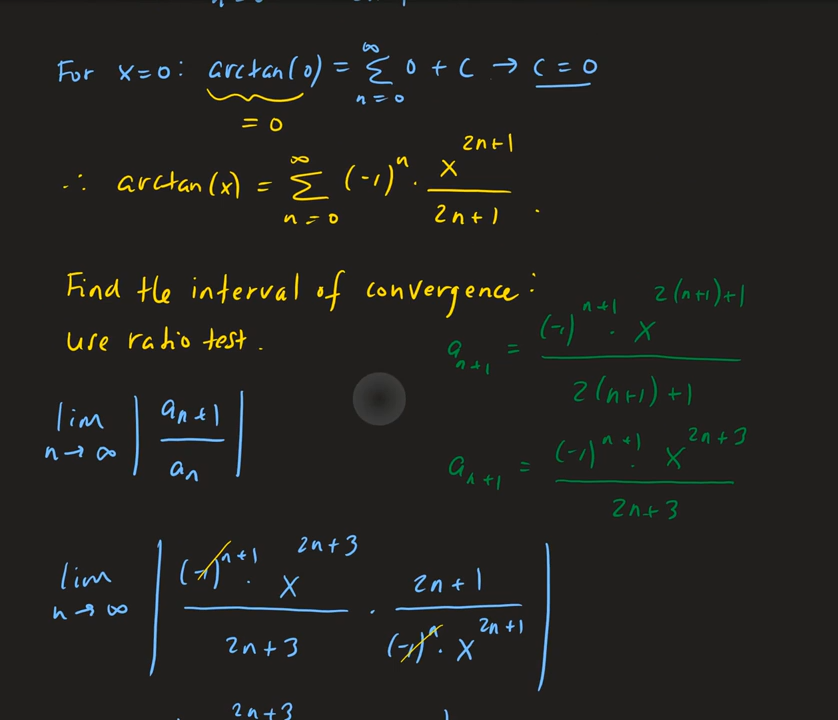 For x=0: arctan(0) = ∑_{n=0}^{∞} 0 + C → C = 0
= 0
∴ arctan(x) = ∑_{n=0}^{∞} (-1)^n · x^{2n+1} / 2n+1 .
Find the interval of convergence:
use ratio test.
a_{n+1} = (-1)^{n+1} · x^{2(n+1)+1} / 2(n+1)+1
lim_{n→∞} | a_{n+1} / a_n |
a_{n+1} = (-1)^{n+1} · x^{2n+3} / 2n+3
lim_{n→∞} | (-1)^{n+1} · x^{2n+3} / 2n+3 · 2n+1 / (-1)^n · x^{2n+1} |
2n+3